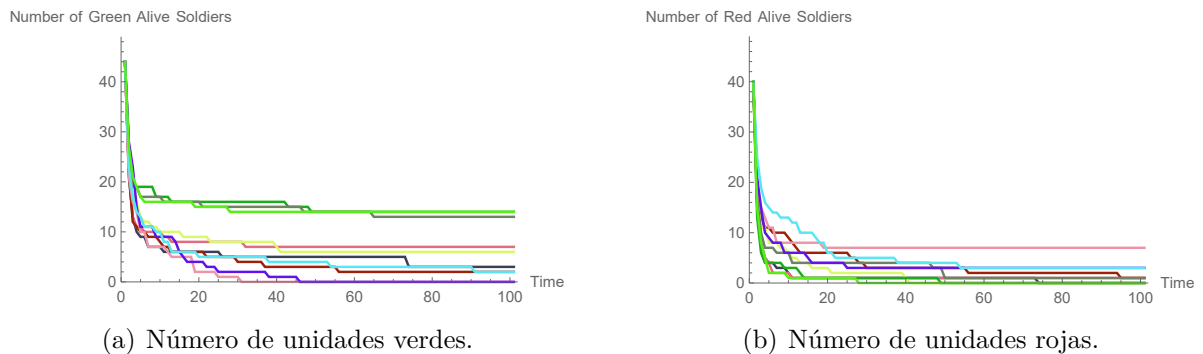 Number of Green Alive Soldiers
40
30
20
10
0
0 20 40 60 80 100
Time
(a) Número de unidades verdes.
Number of Red Alive Soldiers
40
30
20
10
0
0 20 40 60 80 100
Time
(b) Número de unidades rojas.